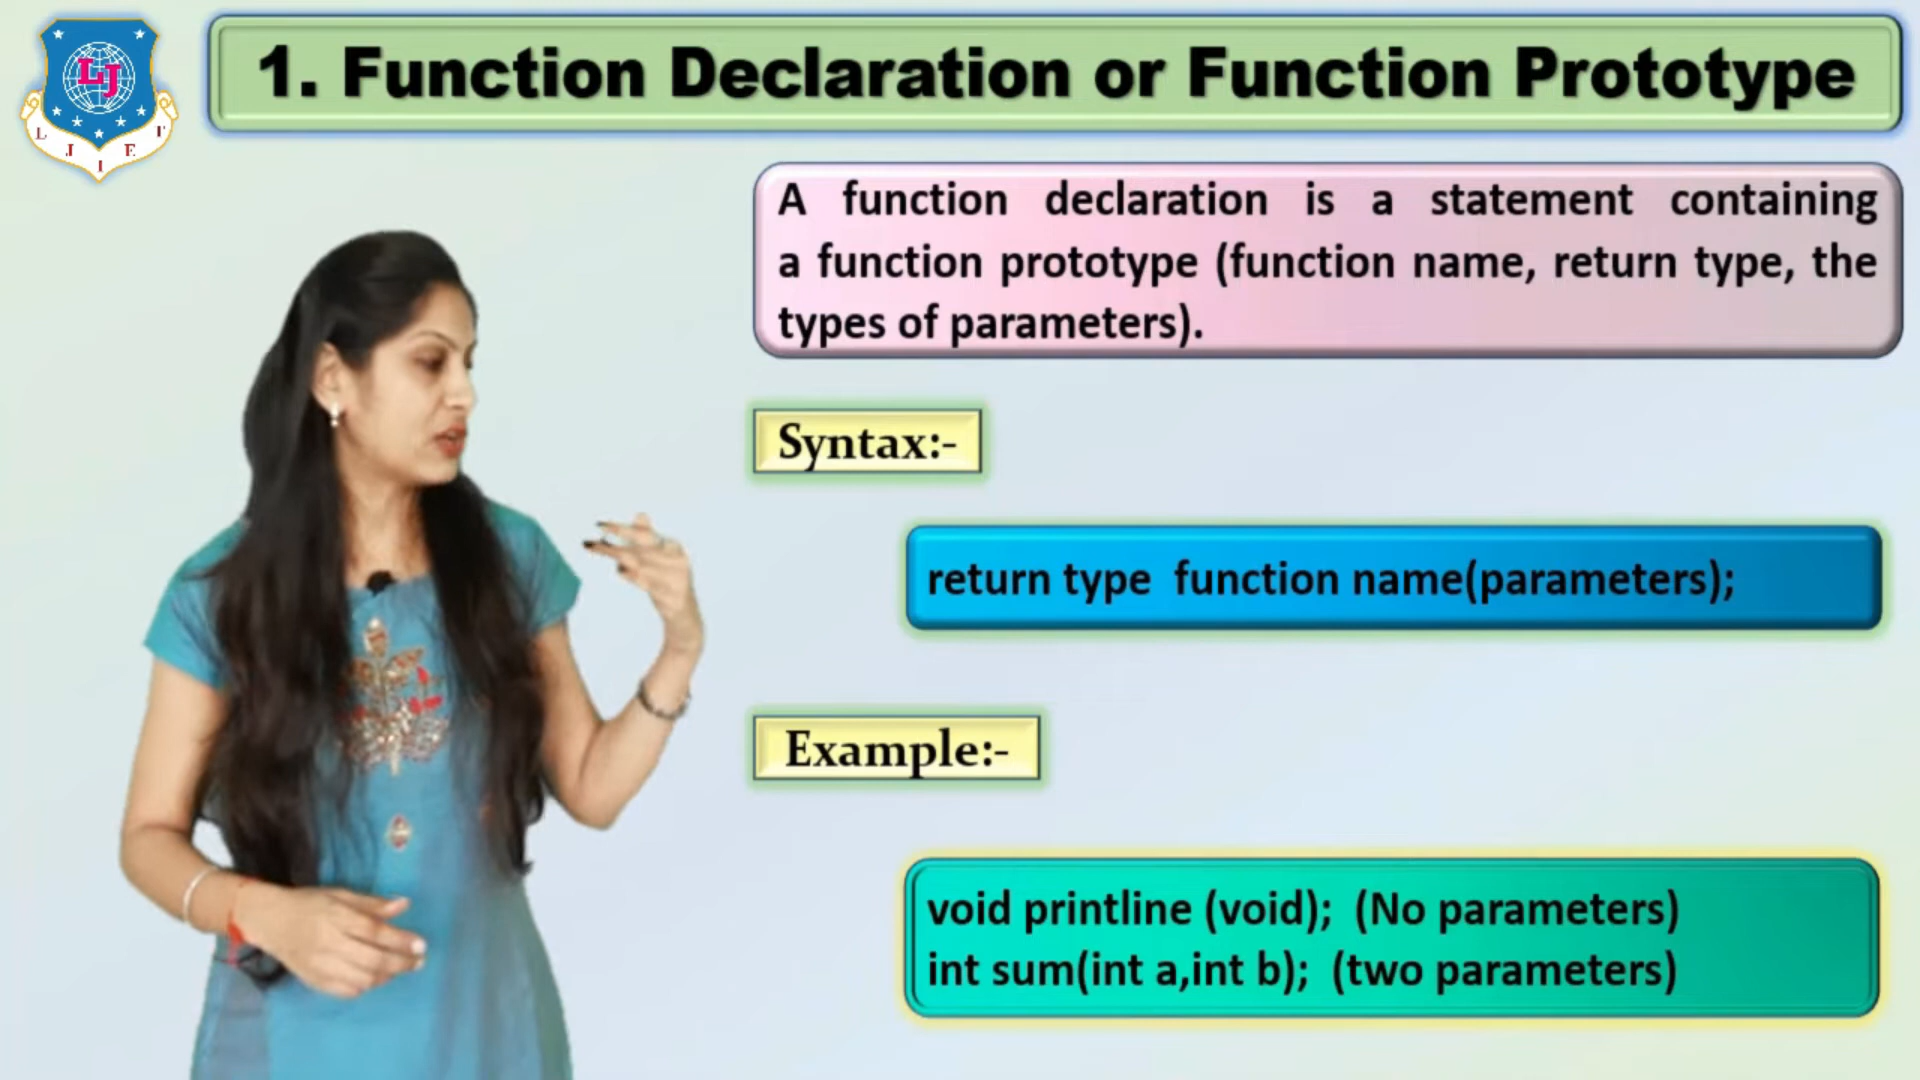 LJ
L J I E T
1. Function Declaration or Function Prototype
A function declaration is a statement containing
a function prototype (function name, return type, the
types of parameters).
Syntax:-
return type function name(parameters);
Example:-
void printline (void); (No parameters)
int sum(int a,int b); (two parameters)